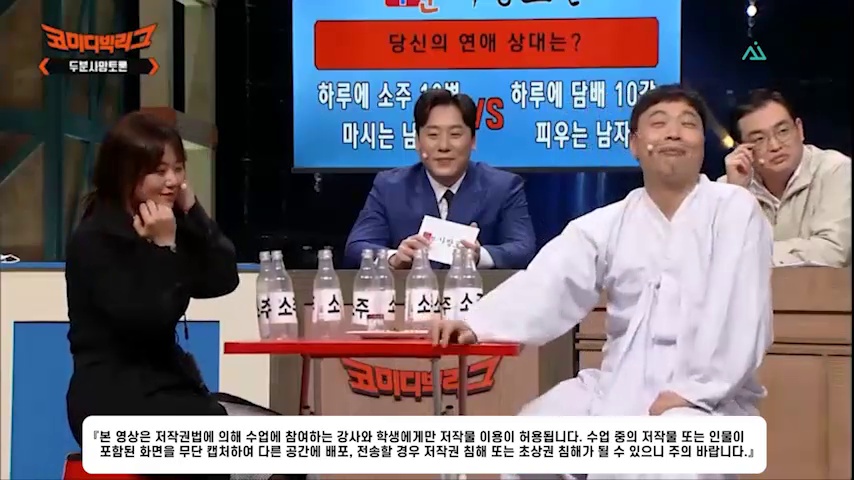 코미디빅리그
두분사망토론
당신의 연애 상대는?
하루에 소주
마시는
VS
하루에 담배 10갑
피우는 남자
사망
소주
소주
소주
소주
소주
코미디빅리그
『본 영상은 저작권법에 의해 수업에 참여하는 강사와 학생에게만 저작물 이용이 허용됩니다. 수업 중의 저작물 또는 인물이
포함된 화면을 무단 캡처하여 다른 공간에 배포, 전송할 경우 저작권 침해 또는 초상권 침해가 될 수 있으니 주의 바랍니다.』